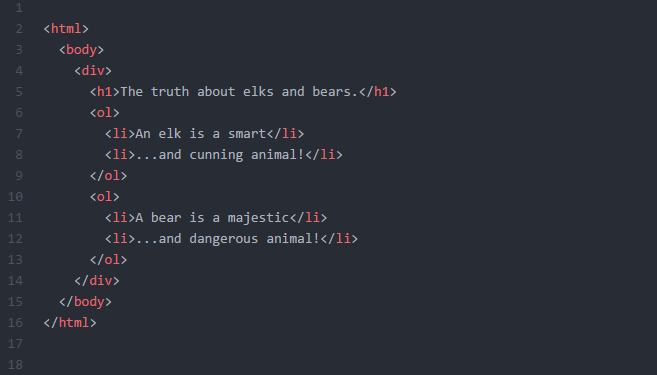 1
2 <html>
3   <body>
4     <div>
5       <h1>The truth about elks and bears.</h1>
6       <ol>
7         <li>An elk is a smart</li>
8         <li>...and cunning animal!</li>
9       </ol>
10       <ol>
11         <li>A bear is a majestic</li>
12         <li>...and dangerous animal!</li>
13       </ol>
14     </div>
15   </body>
16 </html>
17
18